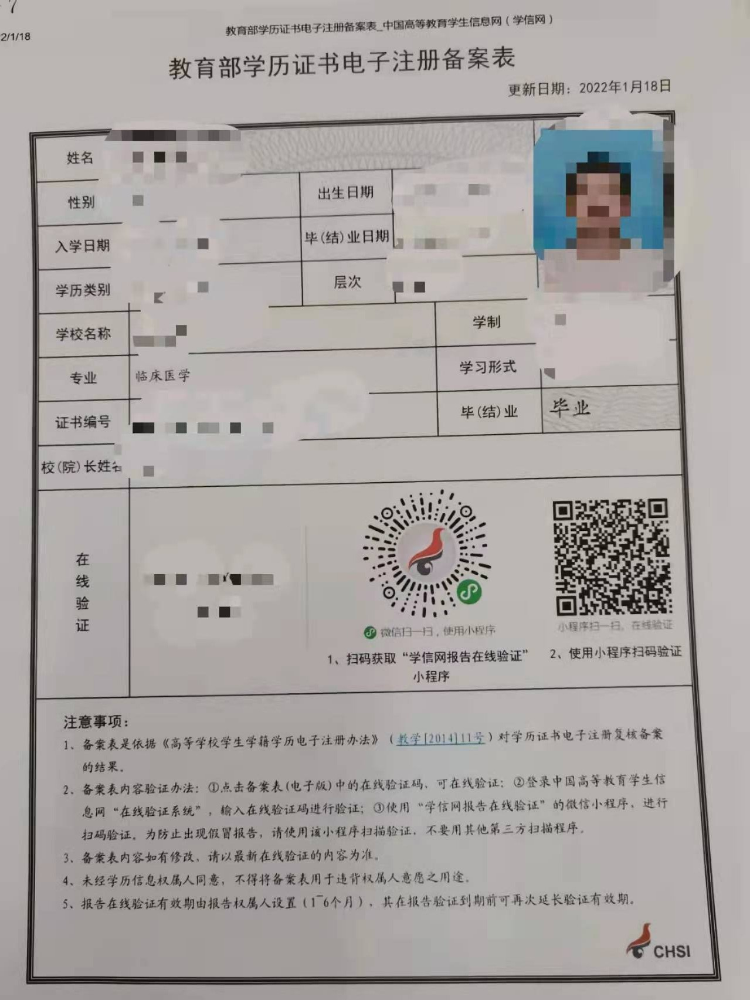 7
2/1/18
教育部学历证书电子注册备案表_中国高等教育学生信息网（学信网）
教育部学历证书电子注册备案表
更新日期：2022年1月18日
姓名
性别
出生日期
入学日期
毕(结)业日期
学历类别
层次
学校名称
学制
专业
临床医学
学习形式
证书编号
毕(结)业
毕业
校(院)长姓名
在
线
验
证
微信扫一扫，使用小程序
小程序扫一扫，在线验证
1、扫码获取“学信网报告在线验证”
小程序
2、使用小程序扫码验证
注意事项：
1、备案表是依据《高等学校学生学籍学历电子注册办法》（教学[2014]11号）对学历证书电子注册复核备案
的结果。
2、备案表内容验证办法：①点击备案表(电子版)中的在线验证码，可在线验证；②登录中国高等教育学生信
息网“在线验证系统”，输入在线验证码进行验证；③使用“学信网报告在线验证”的微信小程序，进行
扫码验证。为防止出现假冒报告，请使用该小程序扫描验证，不要用其他第三方扫描程序。
3、备案表内容如有修改，请以最新在线验证的内容为准。
4、未经学历信息权属人同意，不得将备案表用于违背权属人意愿之用途。
5、报告在线验证有效期由报告权属人设置（1~6个月），其在报告验证到期前可再次延长验证有效期。
CHSI